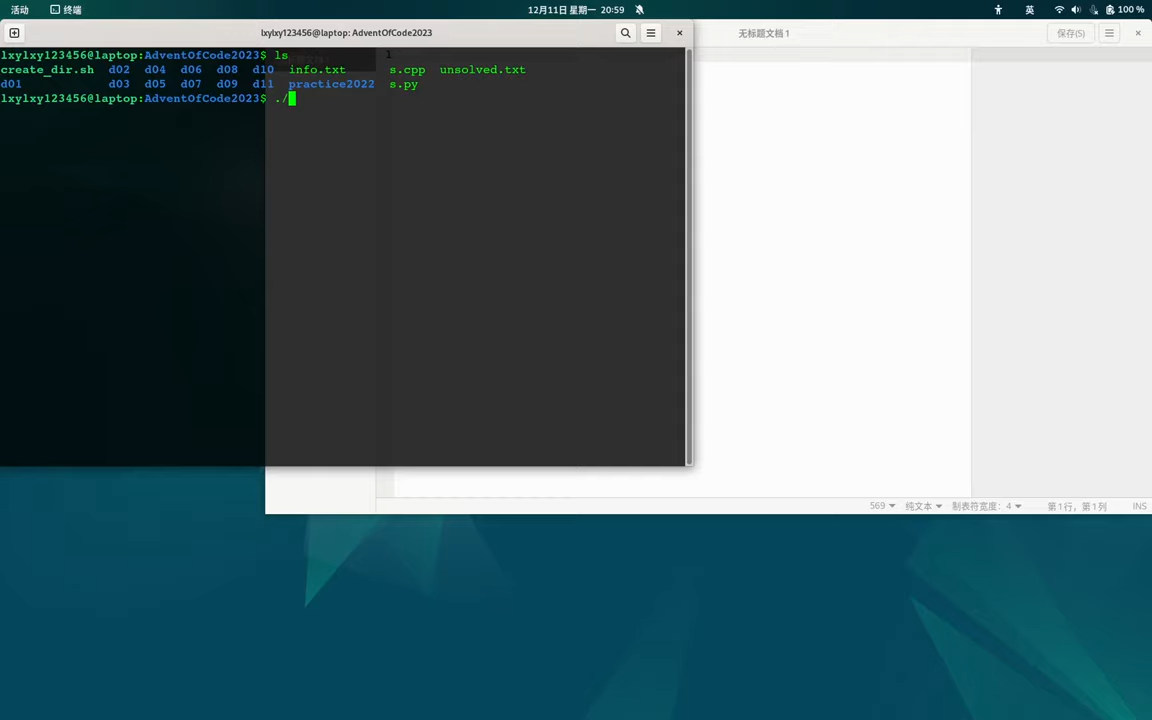 活动 终端 12月11日 星期一 20:59 英 100 %
lxylxy123456@laptop: AdventOfCode2023
无标题文档 1 保存(S)
lxylxy123456@laptop:AdventOfCode2023$ ls
create_dir.sh d02 d04 d06 d08 d10 info.txt s.cpp unsolved.txt
d01 d03 d05 d07 d09 d11 practice2022 s.py
lxylxy123456@laptop:AdventOfCode2023$ ./
569 纯文本 制表符宽度: 4 第1行, 第1列 INS